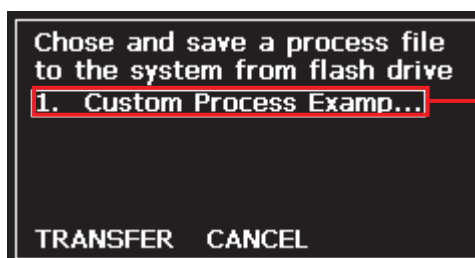 Chose and save a process file
to the system from flash drive
1. Custom Process Examp...
TRANSFER CANCEL